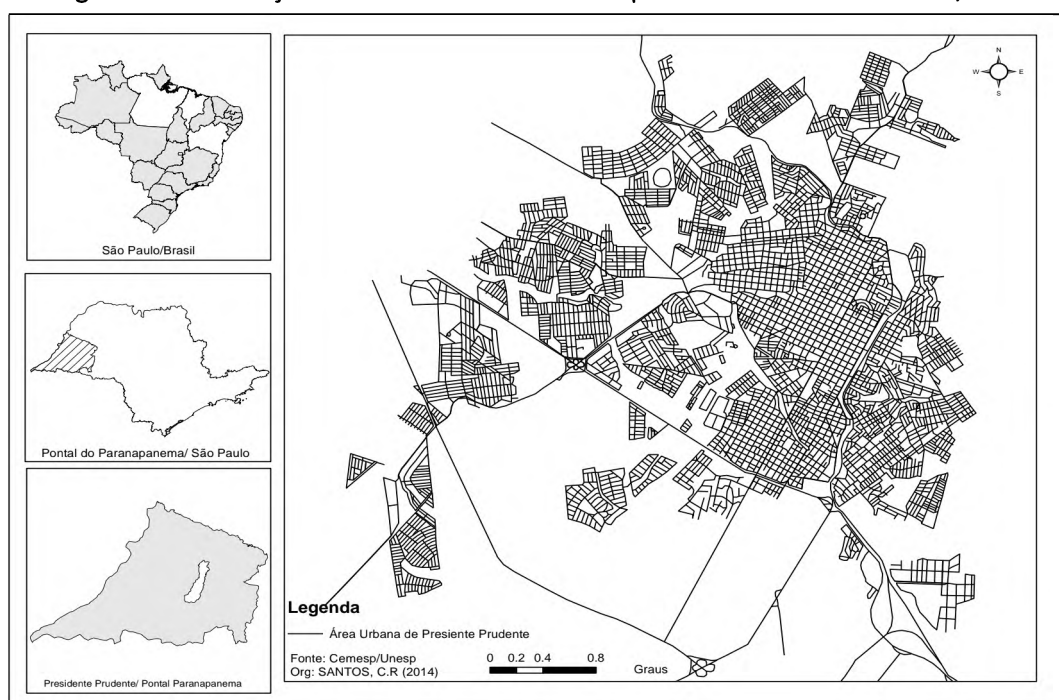 São Paulo/Brasil
Pontal do Paranapanema/ São Paulo
Presidente Prudente/ Pontal Paranapanema
N
W E
S
Legenda
Área Urbana de Presiente Prudente
Fonte: Cemesp/Unesp
Org: SANTOS, C.R (2014)
0 0.2 0.4 0.8
Graus